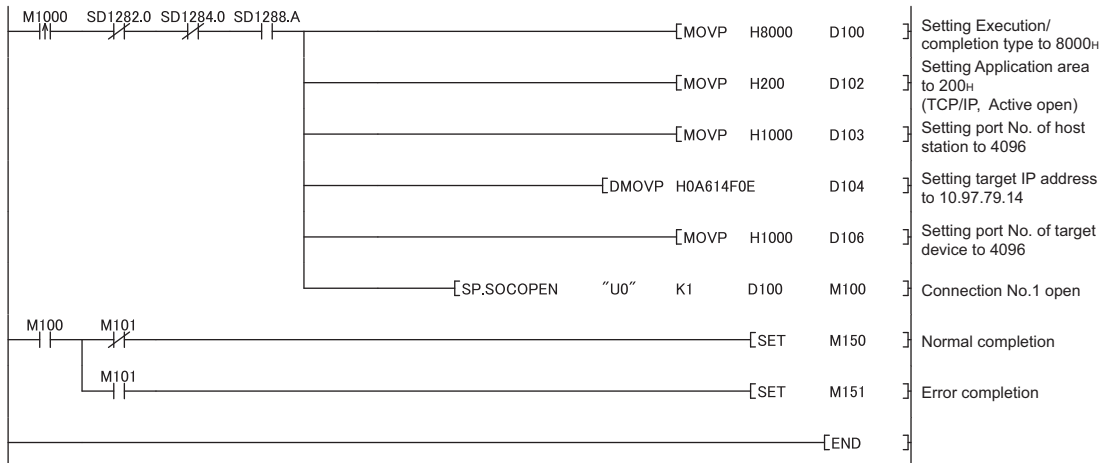 M1000 SD1282.0 SD1284.0 SD1288.A
MOVP H8000 D100
Setting Execution/
completion type to 8000H
MOVP H200 D102
Setting Application area
to 200H
(TCP/IP, Active open)
MOVP H1000 D103
Setting port No. of host
station to 4096
DMOVP H0A614F0E D104
Setting target IP address
to 10.97.79.14
MOVP H1000 D106
Setting port No. of target
device to 4096
SP.SOCOPEN "U0" K1 D100 M100
Connection No.1 open
M100 M101
SET M150
Normal completion
M101
SET M151
Error completion
END